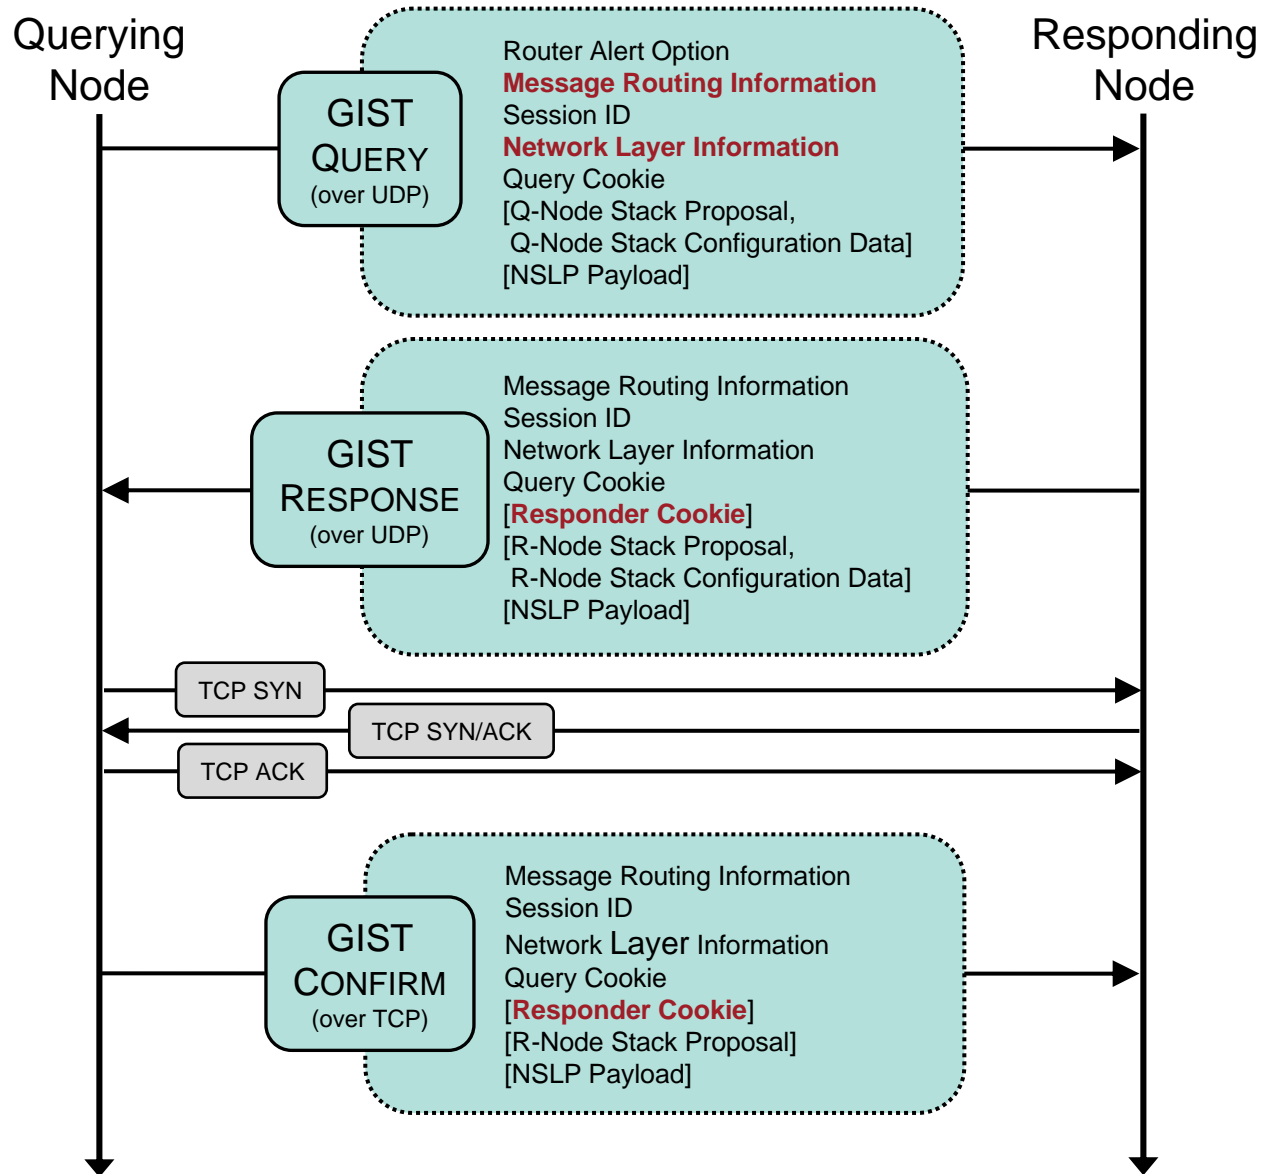 Querying
Node
Responding
Node
GIST
QUERY
(over UDP)
Router Alert Option
Message Routing Information
Session ID
Network Layer Information
Query Cookie
[Q-Node Stack Proposal,
Q-Node Stack Configuration Data]
[NSLP Payload]
GIST
RESPONSE
(over UDP)
Message Routing Information
Session ID
Network Layer Information
Query Cookie
[Responder Cookie]
[R-Node Stack Proposal,
R-Node Stack Configuration Data]
[NSLP Payload]
TCP SYN
TCP SYN/ACK
TCP ACK
GIST
CONFIRM
(over TCP)
Message Routing Information
Session ID
Network Layer Information
Query Cookie
[Responder Cookie]
[R-Node Stack Proposal]
[NSLP Payload]